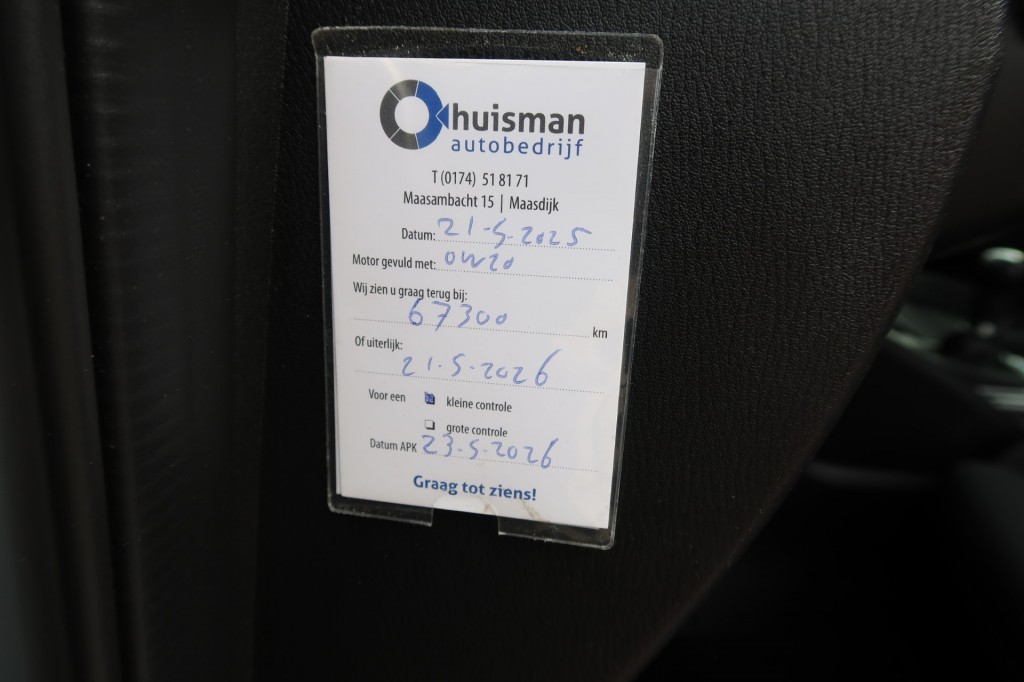 huisman
autobedrijf
T (0174) 51 81 71
Maasambacht 15 | Maasdijk
Datum: 21-5-2025
Motor gevuld met: 0W20
Wij zien u graag terug bij:
67300 km
Of uiterlijk:
21-5-2026
Voor een kleine controle
grote controle
Datum APK 23-5-2026
Graag tot ziens!